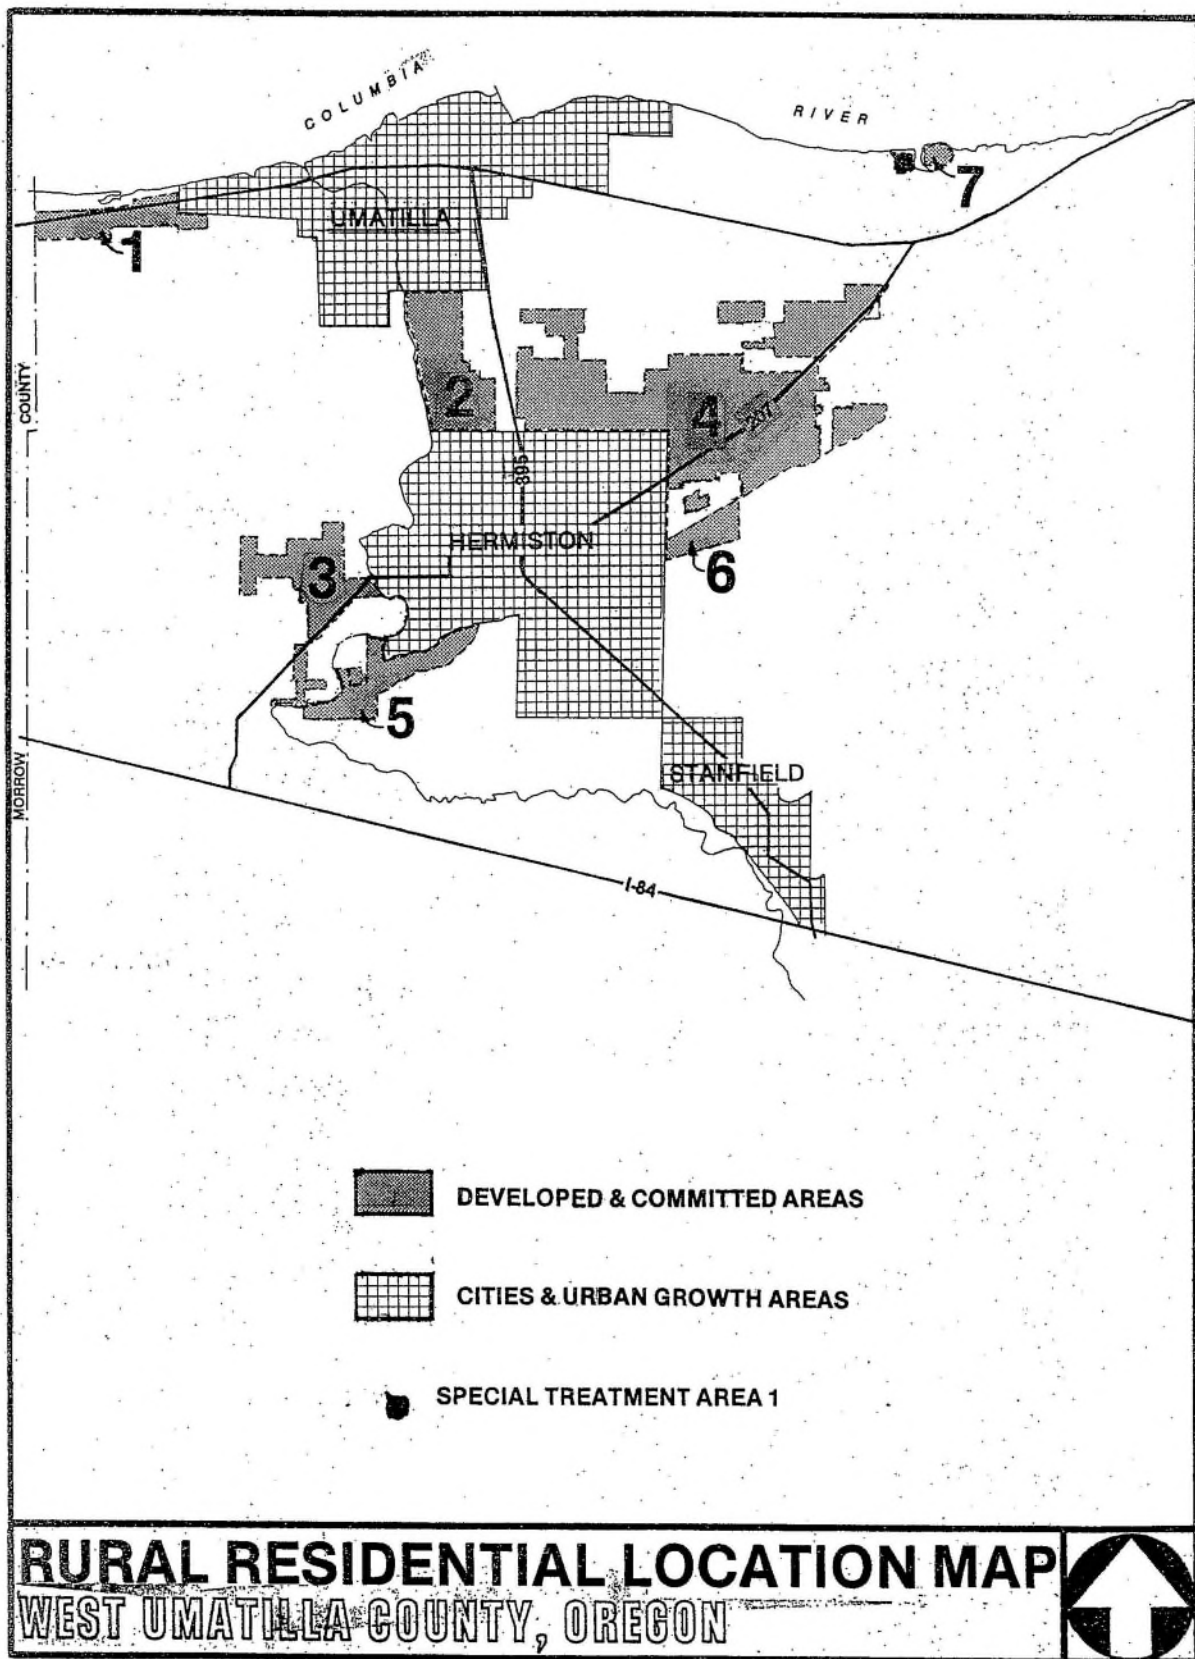 COLUMBIA
RIVER
7
UMATILLA
1
COUNTY
2
4
207
395
HERMISTON
6
3
5
MORROW
STANFIELD
I-84
DEVELOPED & COMMITTED AREAS
CITIES & URBAN GROWTH AREAS
SPECIAL TREATMENT AREA 1
RURAL RESIDENTIAL LOCATION MAP
WEST UMATILLA COUNTY, OREGON